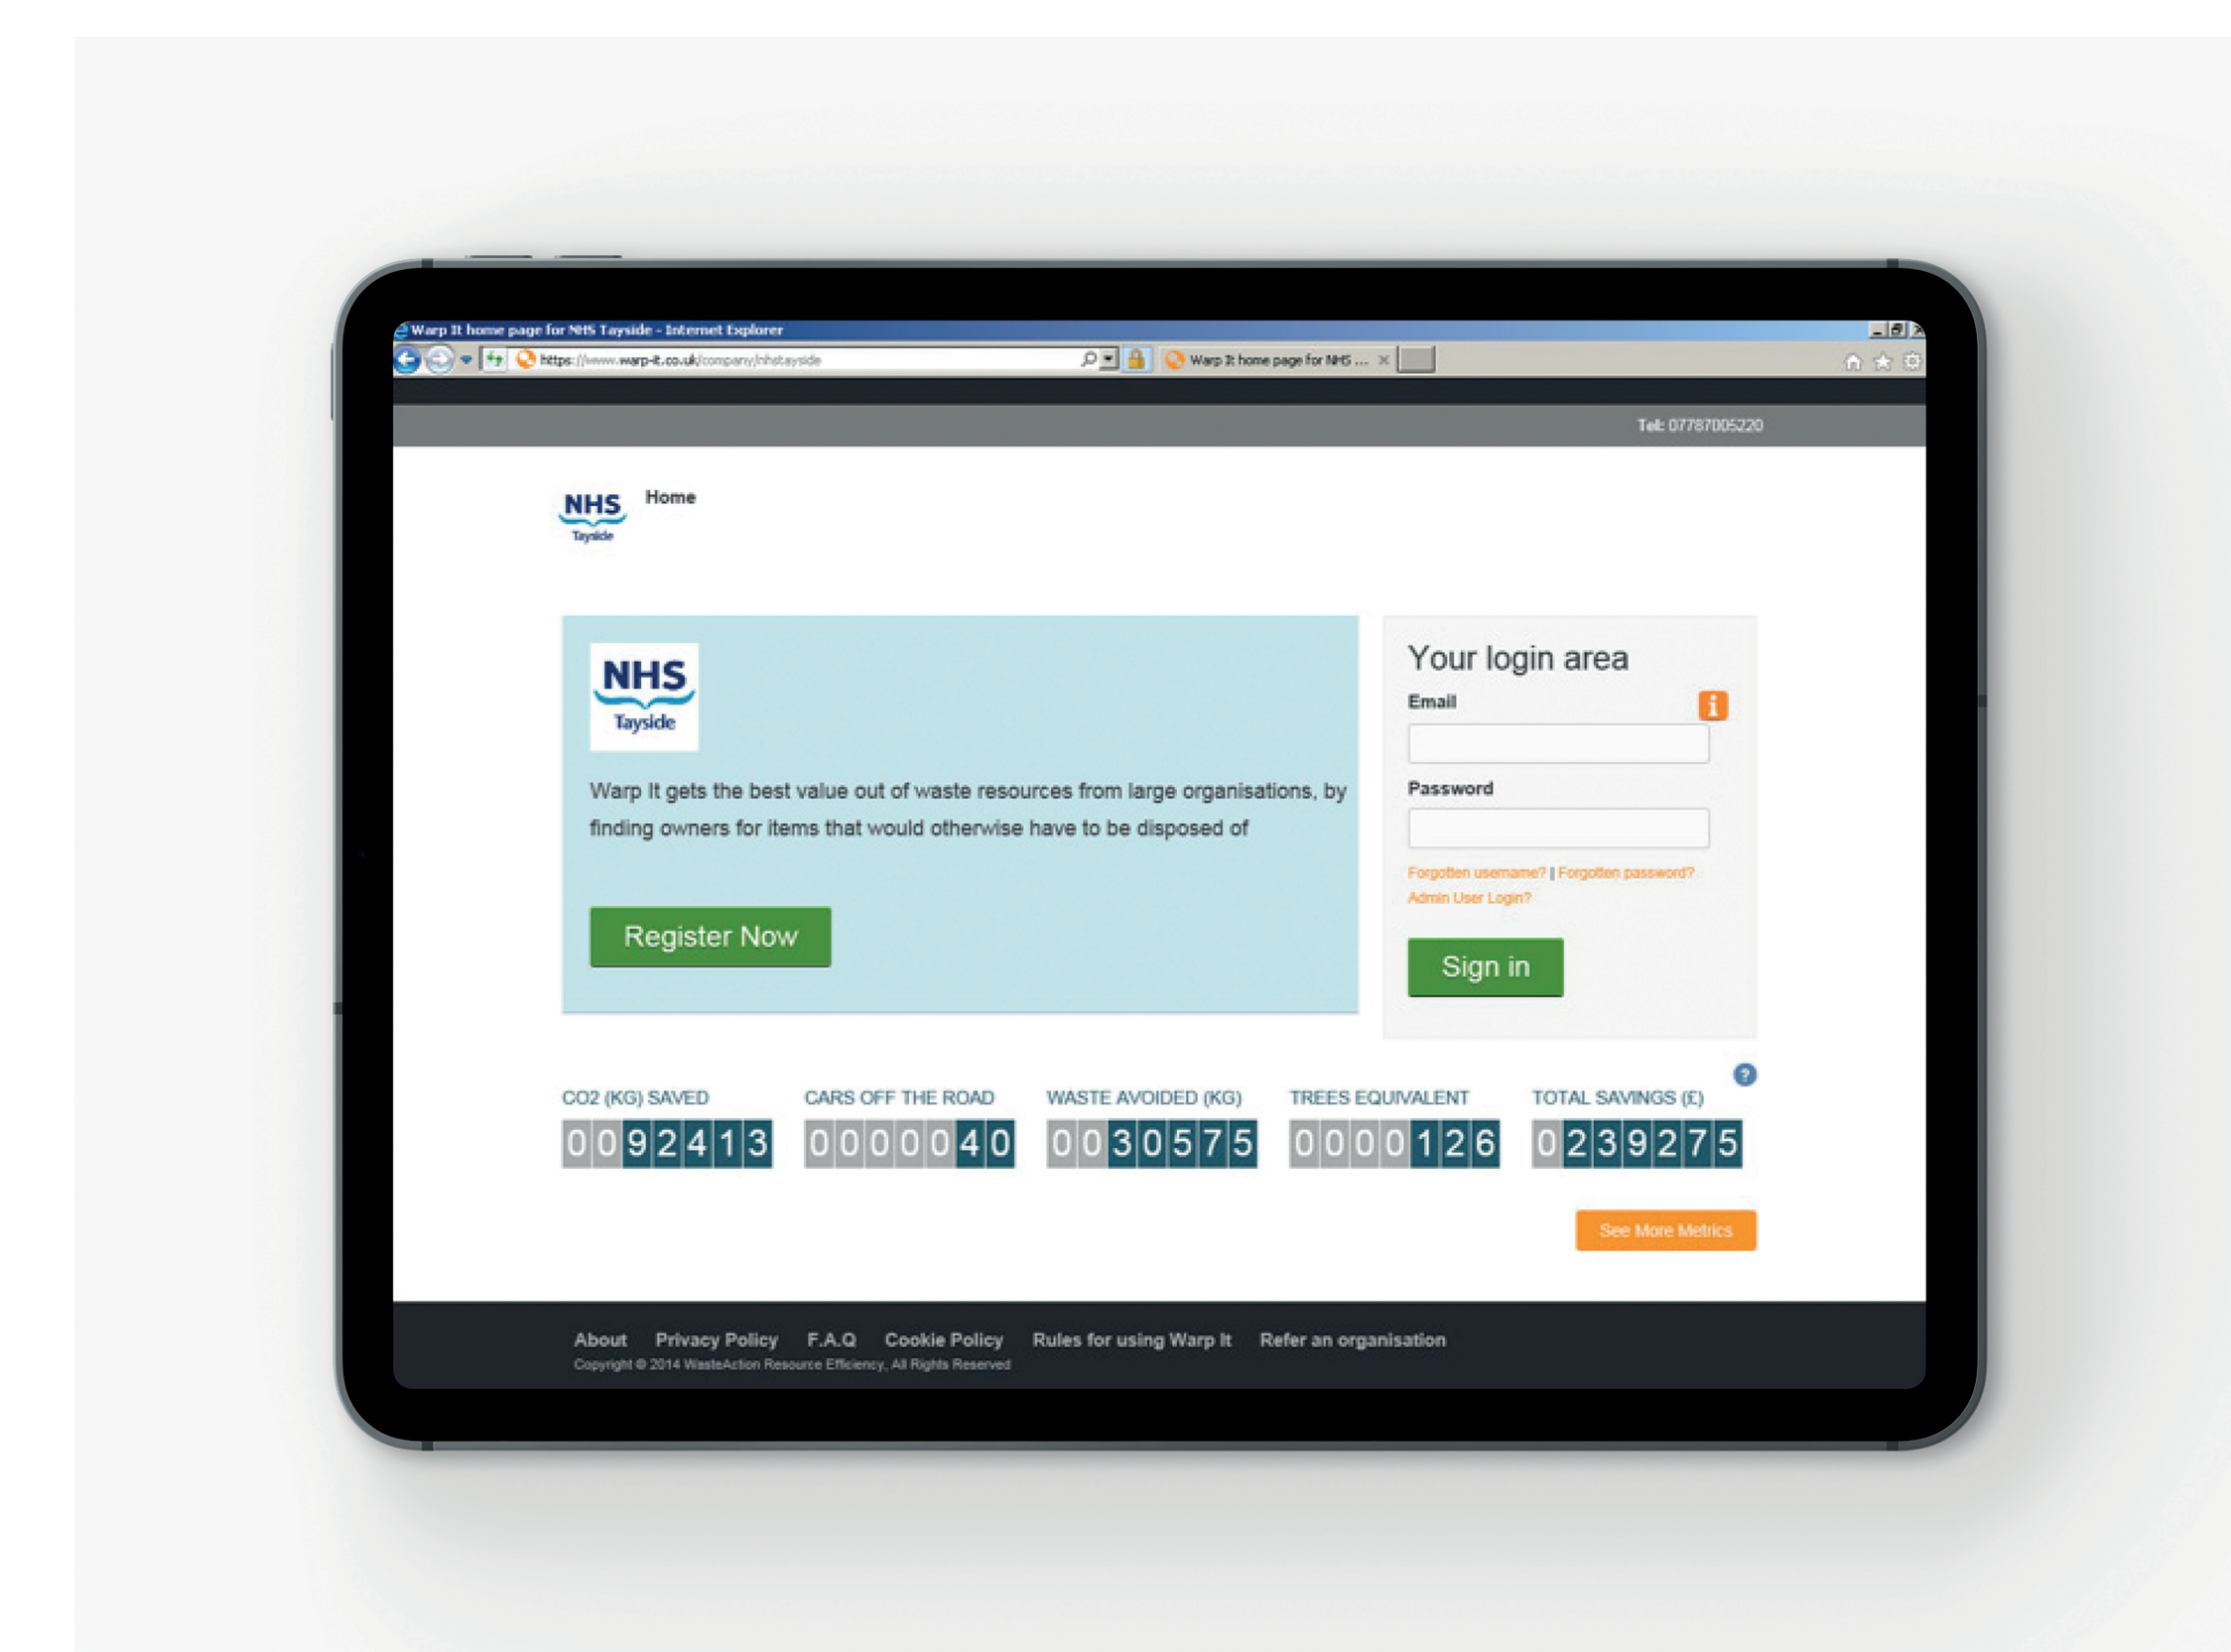 Warp It home page for NHS Tayside - Internet Explorer
https://www.warp-it.co.uk/company/nhstayside
Warp It home page for NHS ...
Tel: 07787005220
NHS
Tayside
Home
NHS
Tayside
Warp It gets the best value out of waste resources from large organisations, by
finding owners for items that would otherwise have to be disposed of
Register Now
Your login area
Email
i
Password
Forgotten username? | Forgotten password?
Admin User Login?
Sign in
?
CO2 (KG) SAVED
0092413
CARS OFF THE ROAD
0000040
WASTE AVOIDED (KG)
0030575
TREES EQUIVALENT
0000126
TOTAL SAVINGS (£)
0239275
See More Metrics
About Privacy Policy F.A.Q Cookie Policy Rules for using Warp It Refer an organisation
Copyright © 2014 WasteAction Resource Efficiency, All Rights Reserved